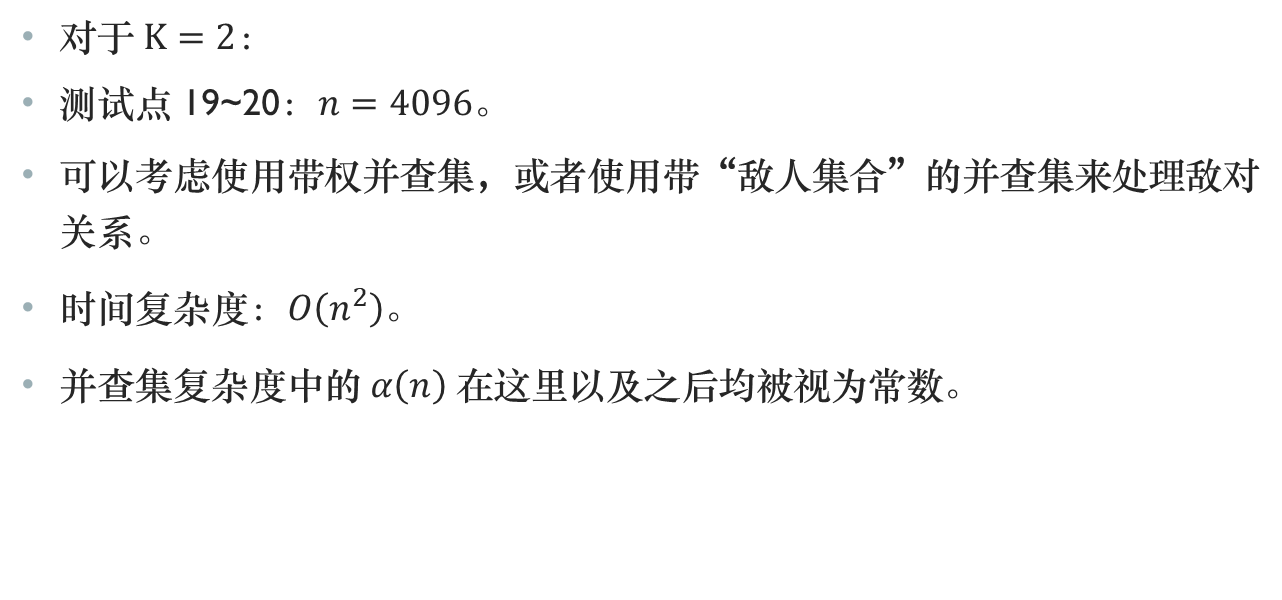 • 对于 K = 2：
• 测试点 19~20：n = 4096。
• 可以考虑使用带权并查集，或者使用带“敌人集合”的并查集来处理敌对
关系。
• 时间复杂度：O(n²)。
• 并查集复杂度中的 α(n) 在这里以及之后均被视为常数。